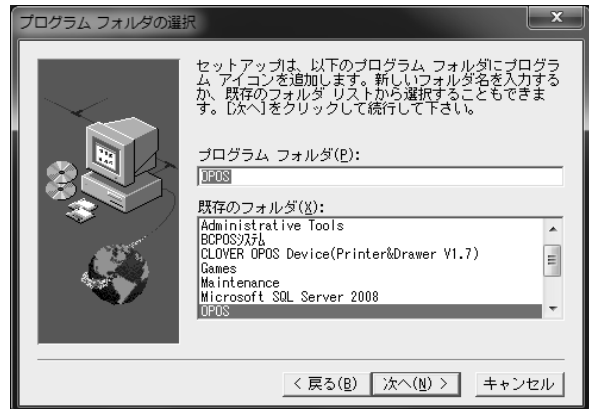 プログラム フォルダの選択
セットアップは、以下のプログラム フォルダにプログラ
ム アイコンを追加します。新しいフォルダ名を入力する
か、既存のフォルダ リストから選択することもできま
す。[次へ]をクリックして続行して下さい。
プログラム フォルダ(P):
OPOS
既存のフォルダ(X):
Administrative Tools
BCPOSシステム
CLOVER OPOS Device(Printer&Drawer V1.7)
Games
Maintenance
Microsoft SQL Server 2008
OPOS
< 戻る(B)
次へ(N) >
キャンセル